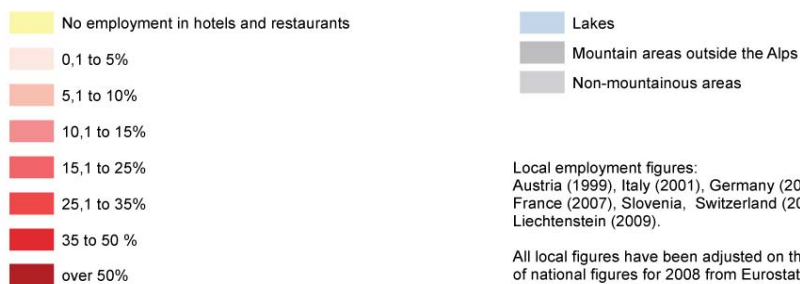 No employment in hotels and restaurants
0,1 to 5%
5,1 to 10%
10,1 to 15%
15,1 to 25%
25,1 to 35%
35 to 50 %
over 50%
Lakes
Mountain areas outside the Alps
Non-mountainous areas
Local employment figures:
Austria (1999), Italy (2001), Germany (20
France (2007), Slovenia, Switzerland (20
Liechtenstein (2009).
All local figures have been adjusted on th
of national figures for 2008 from Eurostat